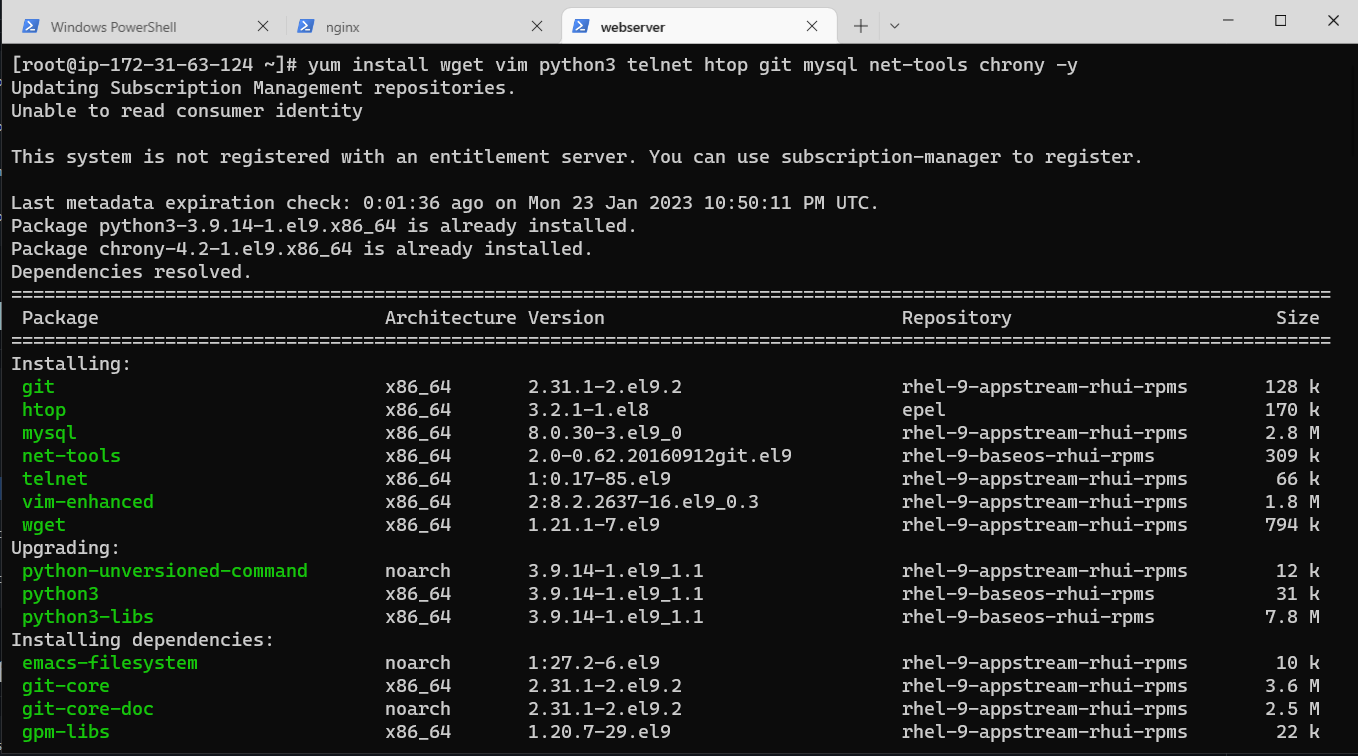 Windows PowerShell nginx webserver
[root@ip-172-31-63-124 ~]# yum install wget vim python3 telnet htop git mysql net-tools chrony -y
Updating Subscription Management repositories.
Unable to read consumer identity
This system is not registered with an entitlement server. You can use subscription-manager to register.
Last metadata expiration check: 0:01:36 ago on Mon 23 Jan 2023 10:50:11 PM UTC.
Package python3-3.9.14-1.el9.x86_64 is already installed.
Package chrony-4.2-1.el9.x86_64 is already installed.
Dependencies resolved.
========================================================================================================================
Package Architecture Version Repository Size
========================================================================================================================
Installing:
git x86_64 2.31.1-2.el9.2 rhel-9-appstream-rhui-rpms 128 k
htop x86_64 3.2.1-1.el8 epel 170 k
mysql x86_64 8.0.30-3.el9_0 rhel-9-appstream-rhui-rpms 2.8 M
net-tools x86_64 2.0-0.62.20160912git.el9 rhel-9-baseos-rhui-rpms 309 k
telnet x86_64 1:0.17-85.el9 rhel-9-appstream-rhui-rpms 66 k
vim-enhanced x86_64 2:8.2.2637-16.el9_0.3 rhel-9-appstream-rhui-rpms 1.8 M
wget x86_64 1.21.1-7.el9 rhel-9-appstream-rhui-rpms 794 k
Upgrading:
python-unversioned-command noarch 3.9.14-1.el9_1.1 rhel-9-appstream-rhui-rpms 12 k
python3 x86_64 3.9.14-1.el9_1.1 rhel-9-baseos-rhui-rpms 31 k
python3-libs x86_64 3.9.14-1.el9_1.1 rhel-9-baseos-rhui-rpms 7.8 M
Installing dependencies:
emacs-filesystem noarch 1:27.2-6.el9 rhel-9-appstream-rhui-rpms 10 k
git-core x86_64 2.31.1-2.el9.2 rhel-9-appstream-rhui-rpms 3.6 M
git-core-doc noarch 2.31.1-2.el9.2 rhel-9-appstream-rhui-rpms 2.5 M
gpm-libs x86_64 1.20.7-29.el9 rhel-9-appstream-rhui-rpms 22 k